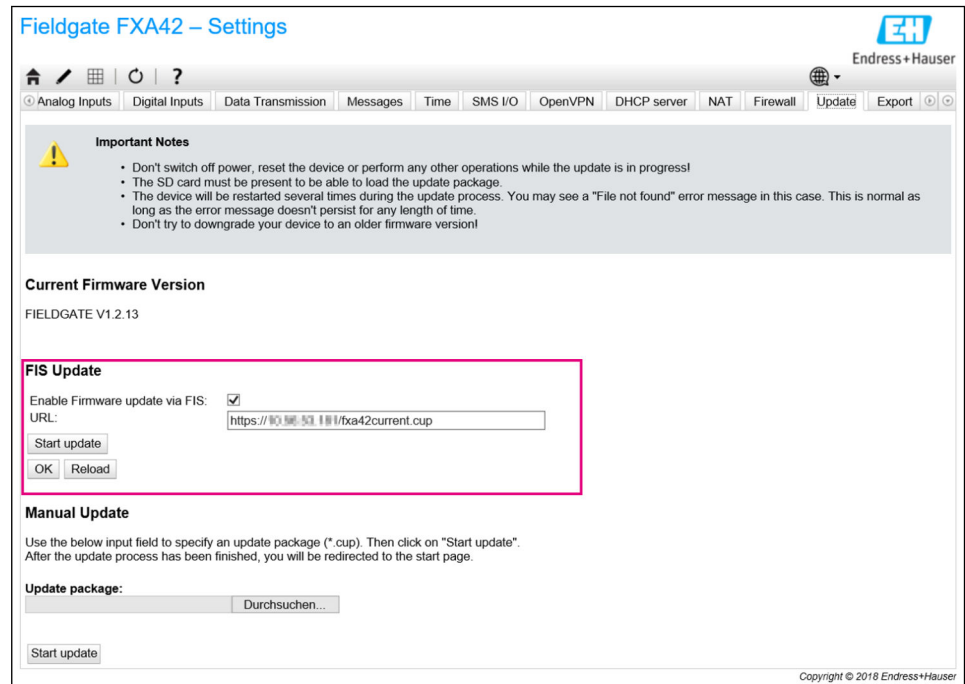 Fieldgate FXA42 – Settings
EH
Endress+Hauser
?
Analog Inputs Digital Inputs Data Transmission Messages Time SMS I/O OpenVPN DHCP server NAT Firewall Update Export
Important Notes
• Don't switch off power, reset the device or perform any other operations while the update is in progress!
• The SD card must be present to be able to load the update package.
• The device will be restarted several times during the update process. You may see a "File not found" error message in this case. This is normal as
long as the error message doesn't persist for any length of time.
• Don't try to downgrade your device to an older firmware version!
Current Firmware Version
FIELDGATE V1.2.13
FIS Update
Enable Firmware update via FIS:
URL: https:// /fxa42current.cup
Start update
OK Reload
Manual Update
Use the below input field to specify an update package (*.cup). Then click on "Start update".
After the update process has been finished, you will be redirected to the start page.
Update package:
Durchsuchen...
Start update
Copyright © 2018 Endress+Hauser